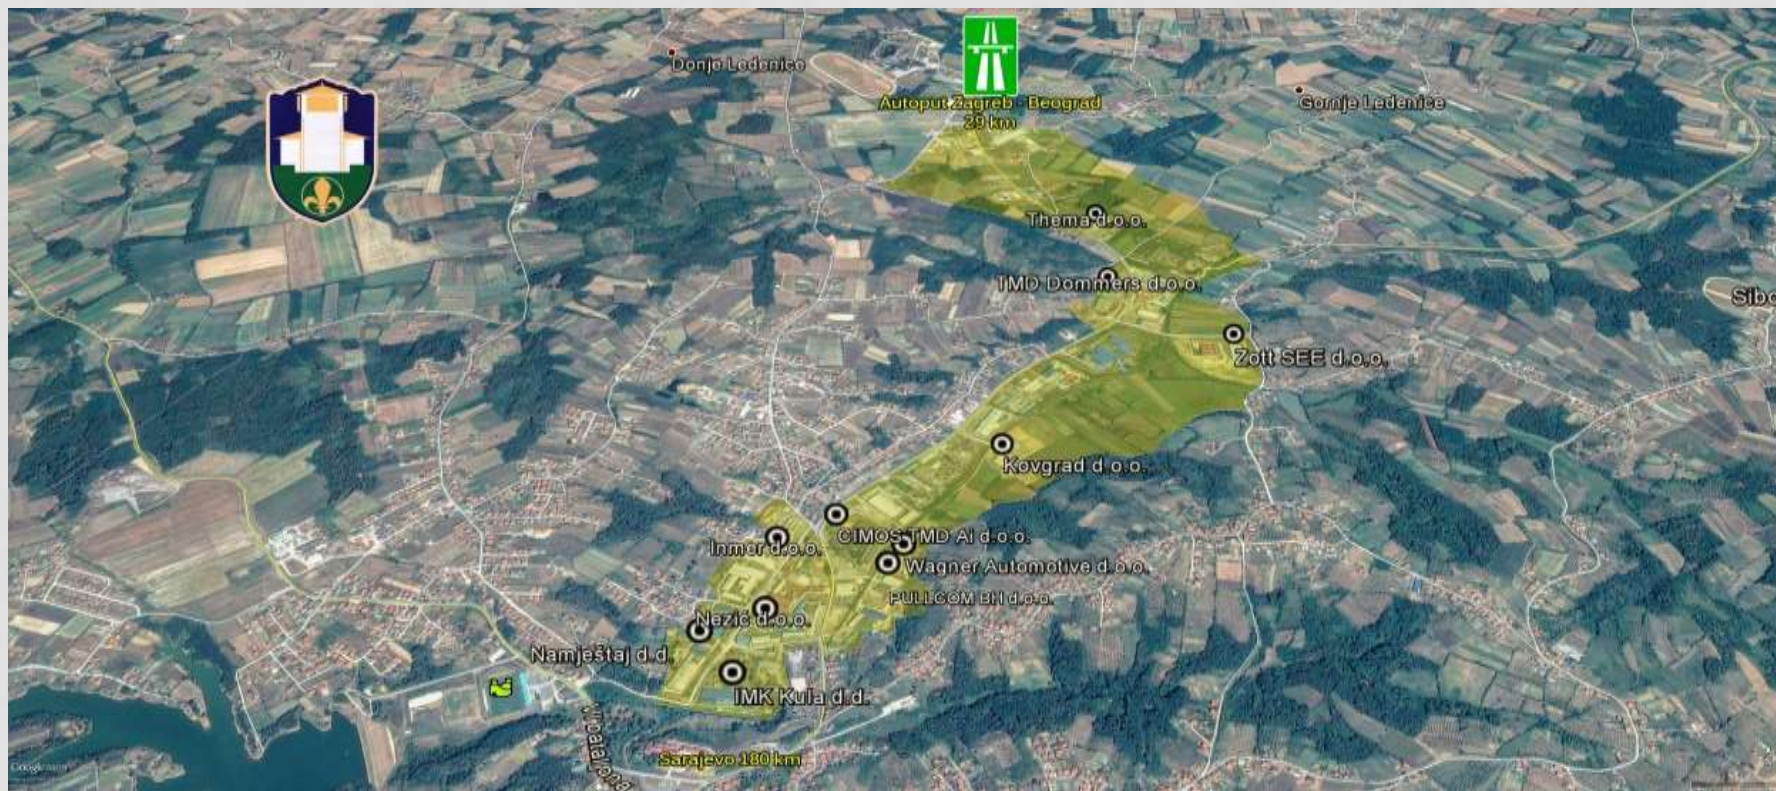 Donje Ledenice
Autoput Zagreb - Beograd
29 km
Gornje Ledenice
Thema d.o.o.
TMD Dommers d.o.o.
Zott SEE d.o.o.
Kovgrad d.o.o.
CIMOS TMD Ai d.o.o.
Inmer d.o.o.
Wagner Automotive d.o.o.
PULLCOM BH d.o.o.
Nezić d.o.o.
Namještaj d.d.
IMK Kula d.d.
Sarajevo 180 km